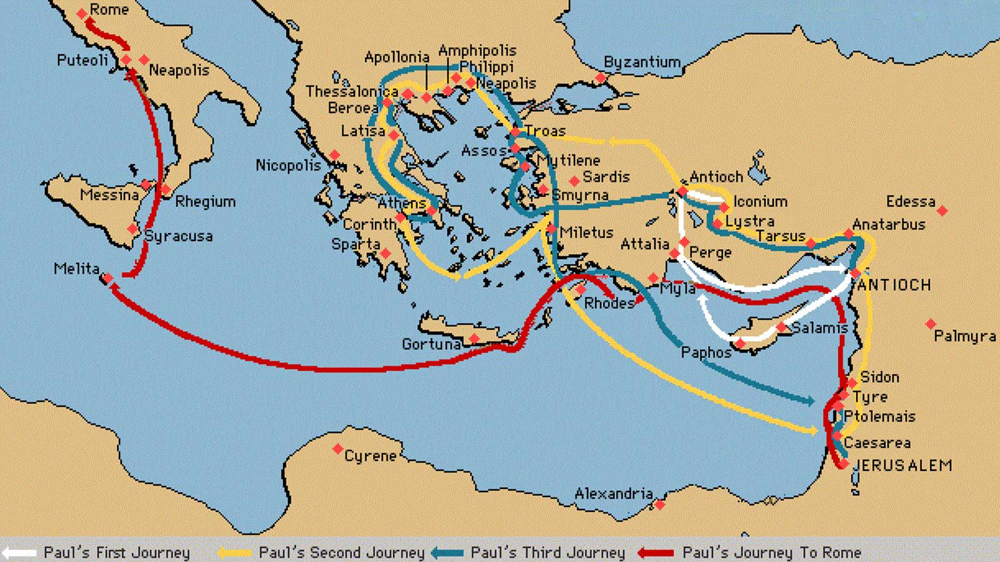 Rome
Puteoli
Neapolis
Apollonia
Amphipolis
Philippi
Neapolis
Byzantium
Thessalonica
Beroea
Latisa
Troas
Assos
Mytilene
Nicopolis
Sardis
Antioch
Messina
Rhegium
Smyrna
Iconium
Edessa
Athens
Corinth
Lystra
Anatarbus
Syracusa
Sparta
Miletus
Tarsus
Attalia
Perge
Melita
Myla
ANTIOCH
Rhodes
Gortuna
Salamis
Palmyra
Paphos
Sidon
Tyre
Ptolemais
Caesarea
Cyrene
JERUSALEM
Alexandria
Paul's First Journey
Paul's Second Journey
Paul's Third Journey
Paul's Journey To Rome